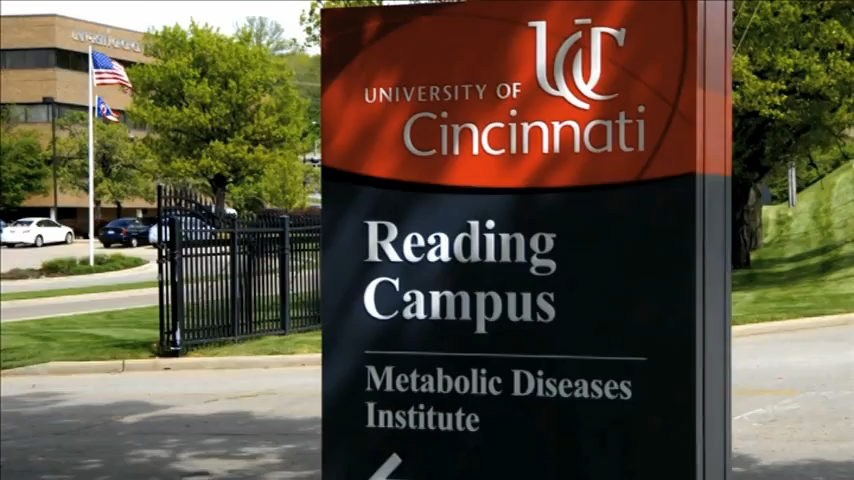 UC
UNIVERSITY OF
Cincinnati
Reading
Campus
Metabolic Diseases
Institute